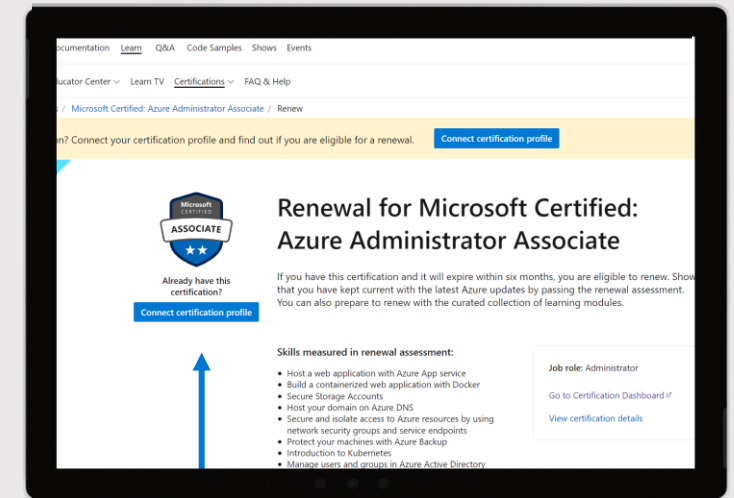 ocumentation Learn Q&A Code Samples Shows Events
ucator Center Learn TV Certifications FAQ & Help
/ Microsoft Certified: Azure Administrator Associate / Renew
on? Connect your certification profile and find out if you are eligible for a renewal. Connect certification profile
Microsoft
CERTIFIED
ASSOCIATE
Already have this
certification?
Connect certification profile
Renewal for Microsoft Certified:
Azure Administrator Associate
If you have this certification and it will expire within six months, you are eligible to renew. Show
that you have kept current with the latest Azure updates by passing the renewal assessment.
You can also prepare to renew with the curated collection of learning modules.
Skills measured in renewal assessment:
• Host a web application with Azure App service
• Build a containerized web application with Docker
• Secure Storage Accounts
• Host your domain on Azure DNS
• Secure and isolate access to Azure resources by using
network security groups and service endpoints
• Protect your machines with Azure Backup
• Introduction to Kubernetes
• Manage users and groups in Azure Active Directory
Job role: Administrator
Go to Certification Dashboard
View certification details